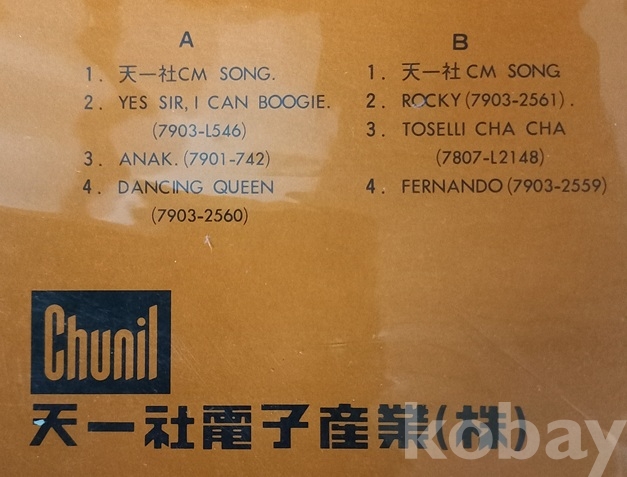 A
1. 天一社CM SONG.
2. YES SIR, I CAN BOOGIE.
(7903-L546)
3. ANAK. (7901-742)
4. DANCING QUEEN
(7903-2560)
B
1. 天一社 CM SONG
2. ROCKY (7903-2561).
3. TOSELLI CHA CHA
(7807-L2148)
4. FERNANDO (7903-2559)
Chunil
天一社電子産業(株)
kobay